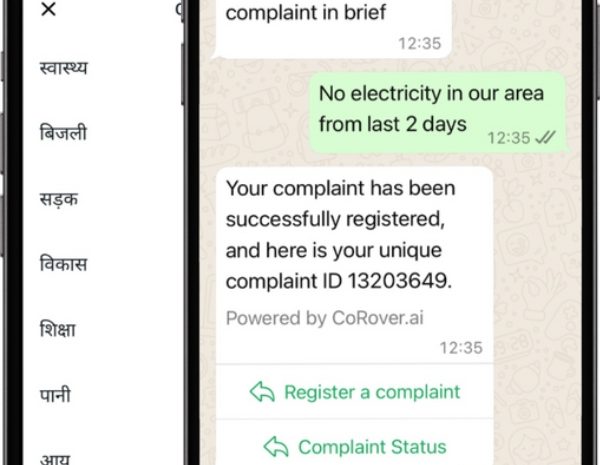 स्वास्थ्य
बिजली
सड़क
विकास
शिक्षा
पानी
आय
complaint in brief
12:35
No electricity in our area
from last 2 days
12:35
Your complaint has been
successfully registered,
and here is your unique
complaint ID 13203649.
Powered by CoRover.ai
12:35
Register a complaint
Complaint Status